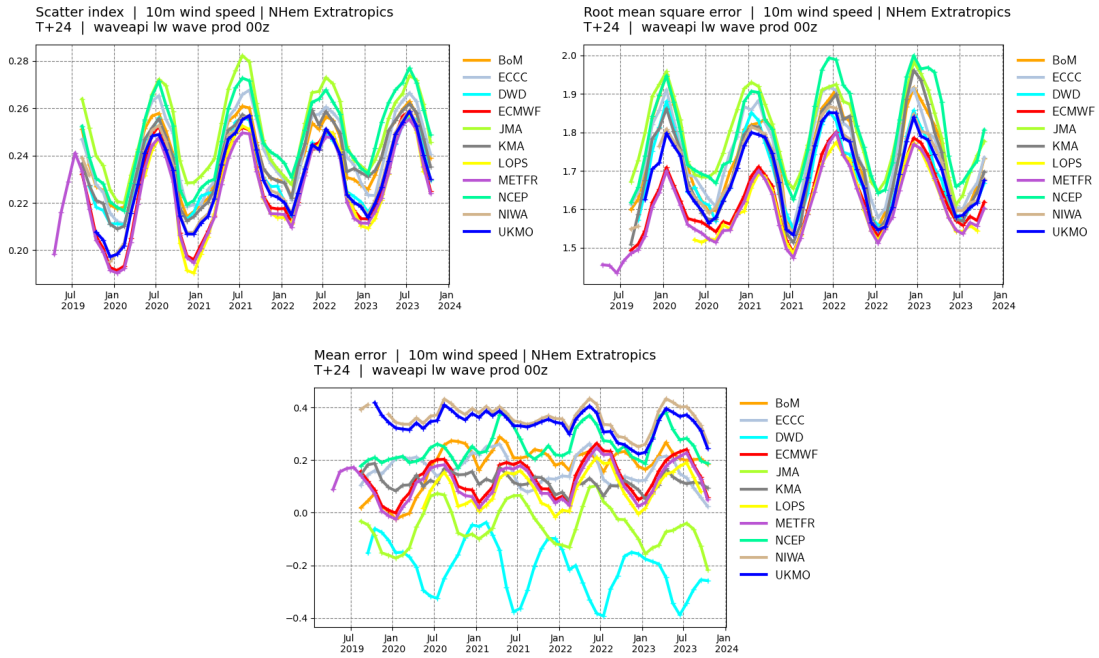 Scatter index | 10m wind speed | NHem Extratropics
T+24 | waveapi lw wave prod 00z
0.28
0.26
0.24
0.22
0.20
Jul Jan Jul Jan Jul Jan Jul Jan Jul Jan
2019 2020 2020 2021 2021 2022 2022 2023 2023 2024
BoM
ECCC
DWD
ECMWF
JMA
KMA
LOPS
METFR
NCEP
NIWA
UKMO
Root mean square error | 10m wind speed | NHem Extratropics
T+24 | waveapi lw wave prod 00z
2.0
1.9
1.8
1.7
1.6
1.5
Jul Jan Jul Jan Jul Jan Jul Jan Jul Jan
2019 2020 2020 2021 2021 2022 2022 2023 2023 2024
BoM
ECCC
DWD
ECMWF
JMA
KMA
LOPS
METFR
NCEP
NIWA
UKMO
Mean error | 10m wind speed | NHem Extratropics
T+24 | waveapi lw wave prod 00z
0.4
0.2
0.0
−0.2
−0.4
Jul Jan Jul Jan Jul Jan Jul Jan Jul Jan
2019 2020 2020 2021 2021 2022 2022 2023 2023 2024
BoM
ECCC
DWD
ECMWF
JMA
KMA
LOPS
METFR
NCEP
NIWA
UKMO